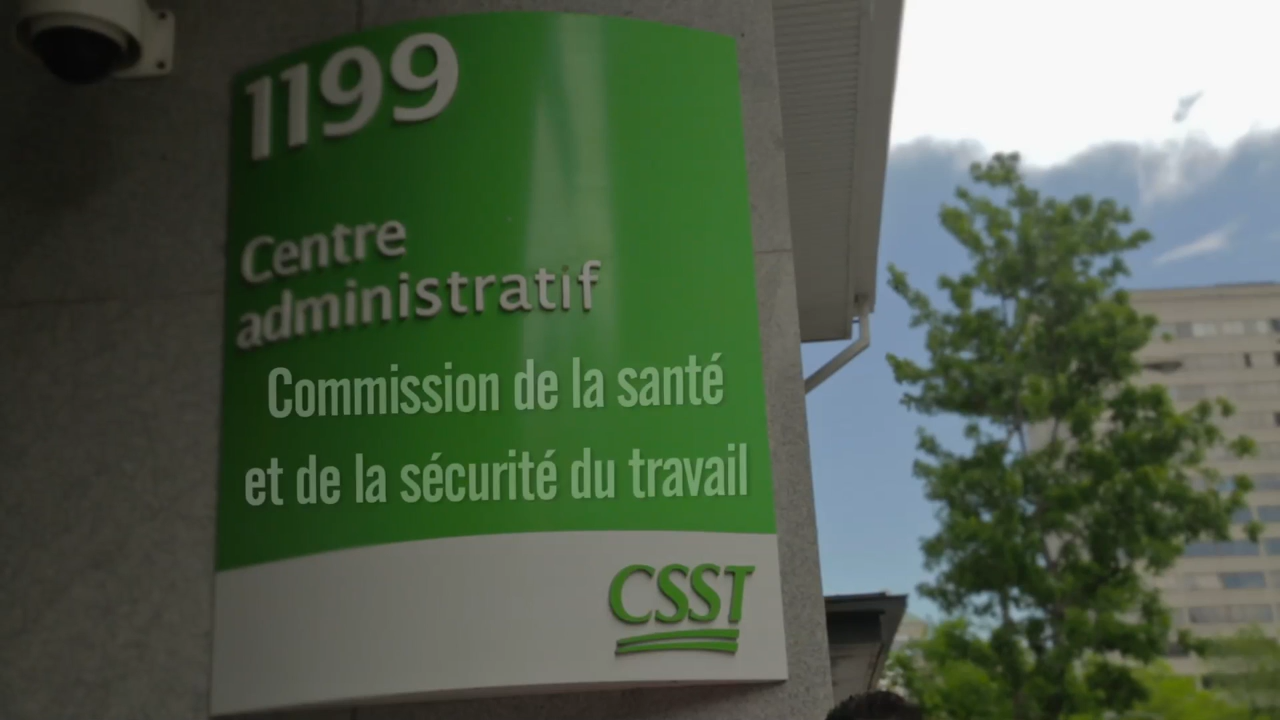 1199
Centre
administratif
Commission de la santé
et de la sécurité du travail
CSST